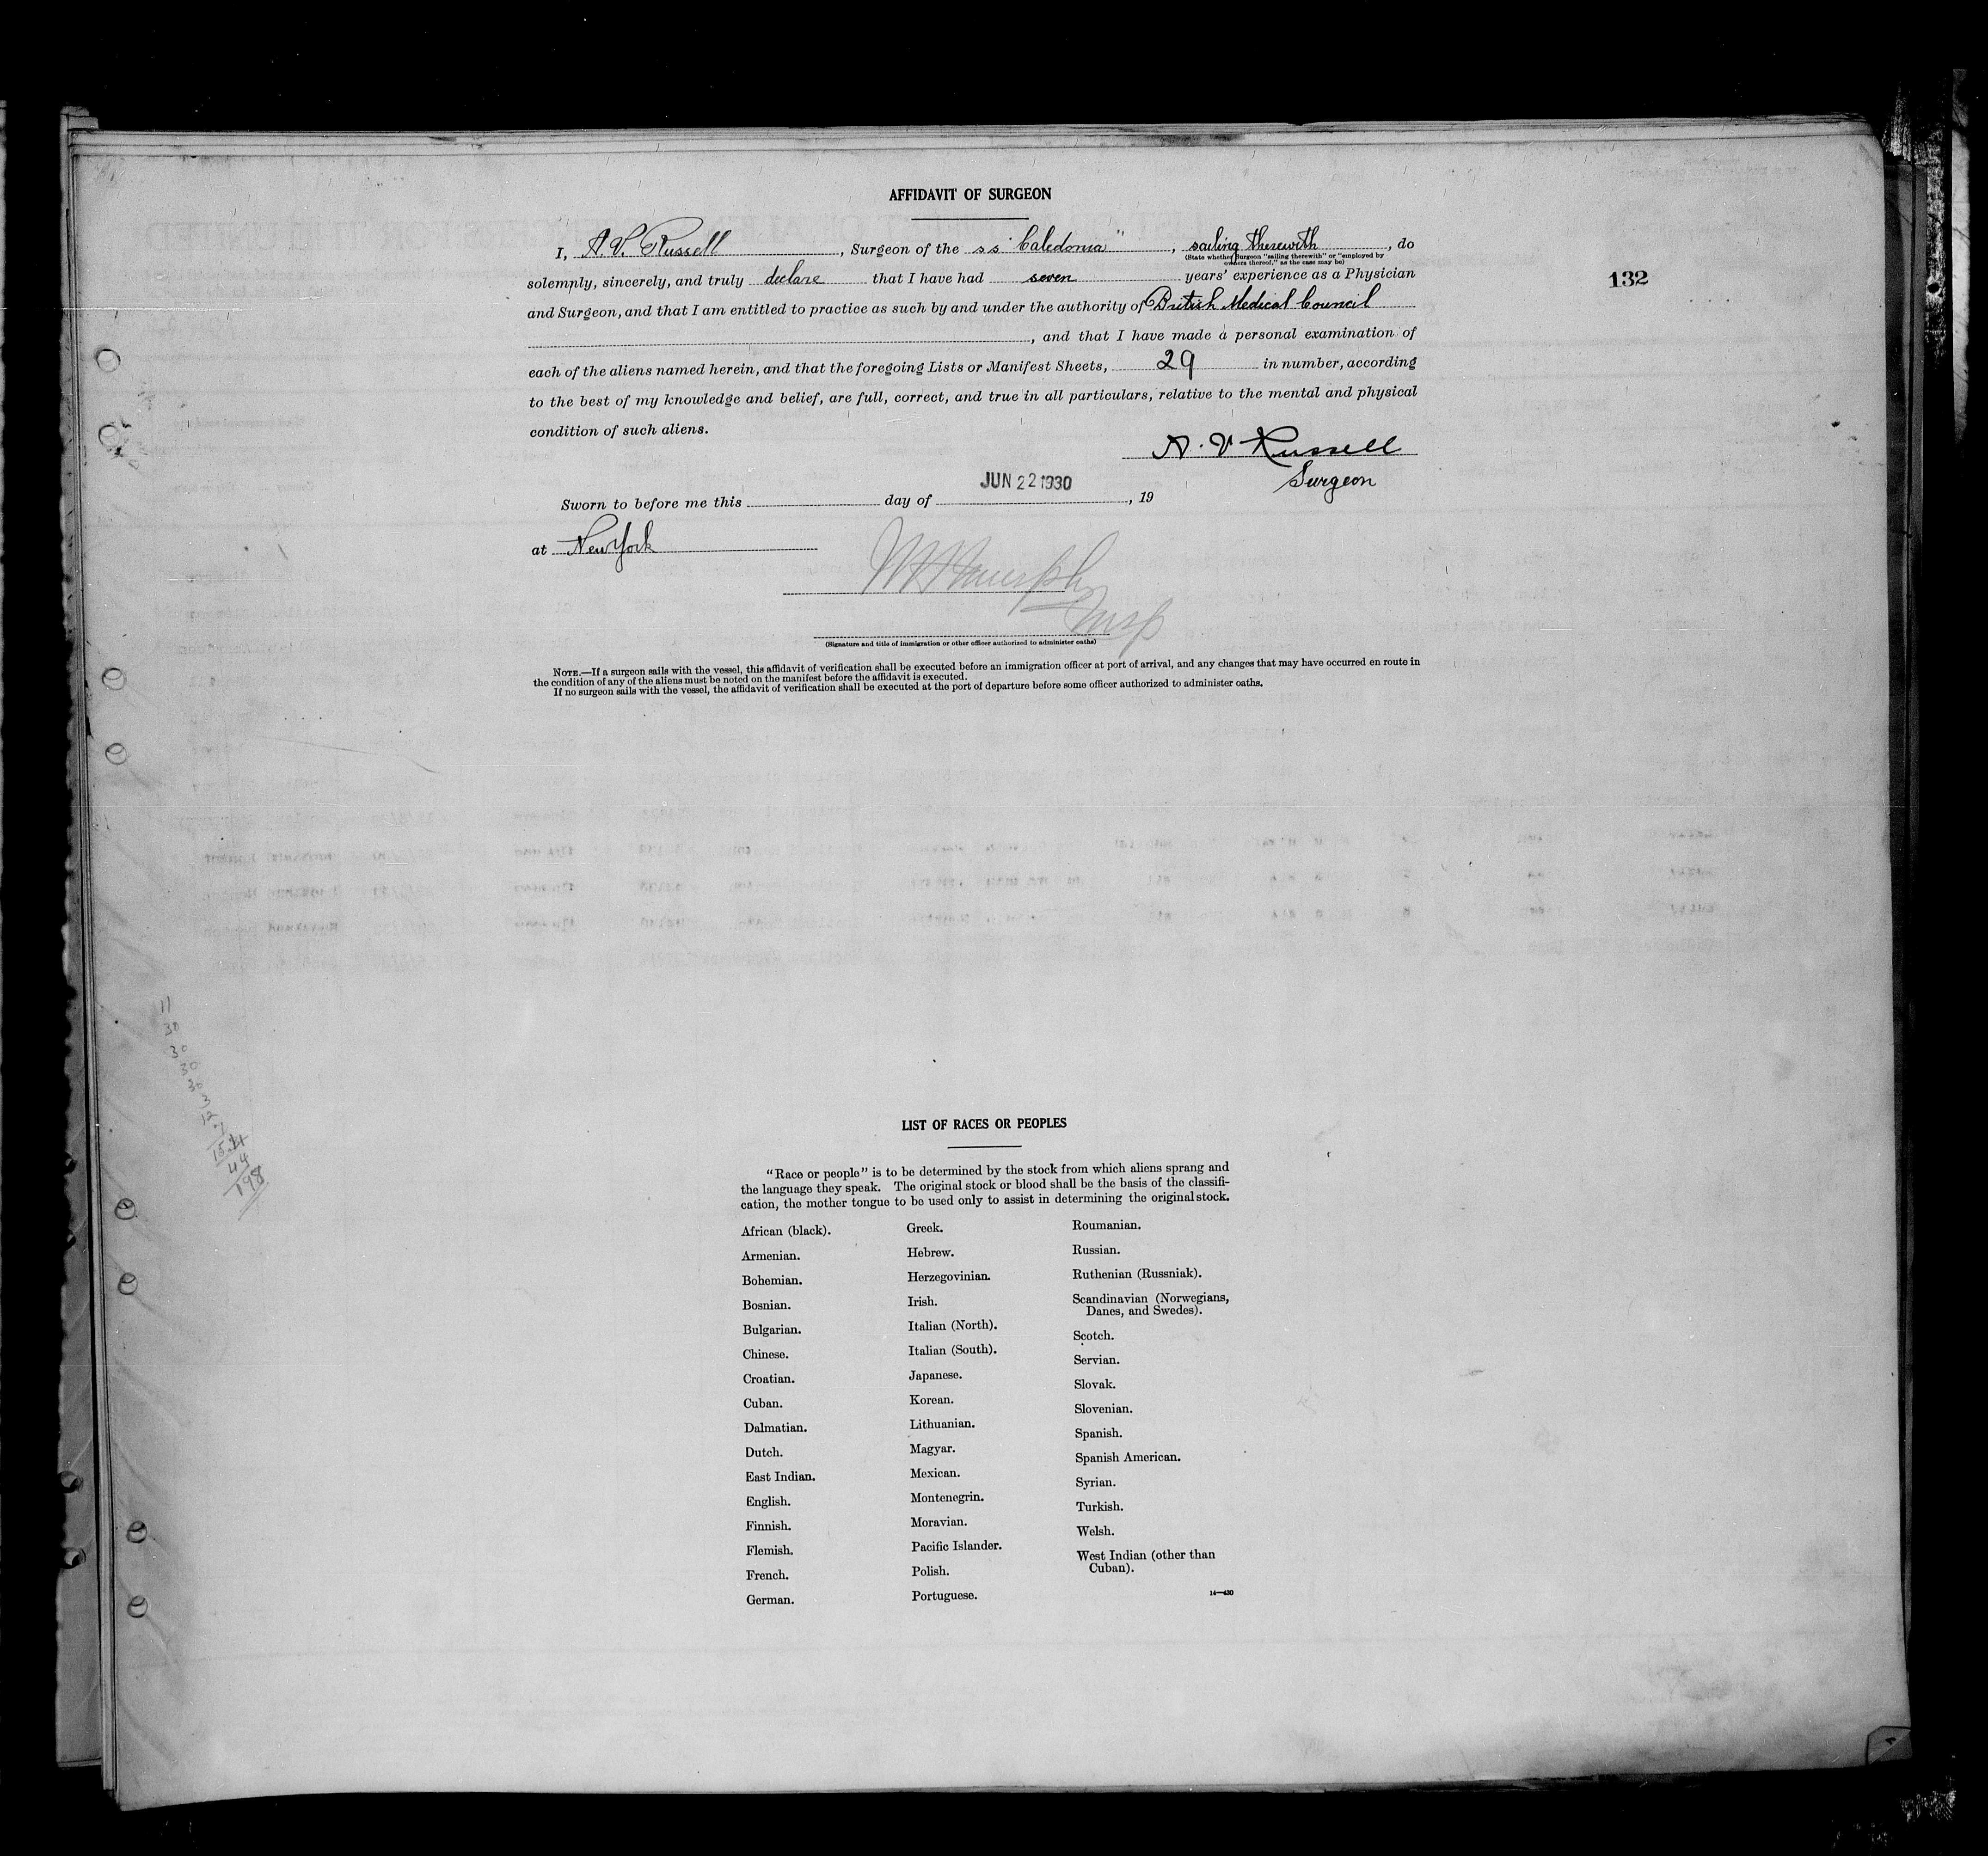 AFFIDAVIT OF SURGEON
I, A. V. Russell, Surgeon of the s.s "Caledonia", sailing therewith, do
(State whether Surgeon "sailing therewith" or "employed by
owners thereof," as the case may be)
132
solemnly, sincerely, and truly declare that I have had seven years' experience as a Physician
and Surgeon, and that I am entitled to practice as such by and under the authority of British Medical Council
, and that I have made a personal examination of
each of the aliens named herein, and that the foregoing Lists or Manifest Sheets, 29 in number, according
to the best of my knowledge and belief, are full, correct, and true in all particulars, relative to the mental and physical
condition of such aliens.
A. V Russell
Surgeon
JUN 22 1930
Sworn to before me this day of , 19
at New York
Murphy
Insp
(Signature and title of immigration or other officer authorized to administer oaths)
NOTE.—If a surgeon sails with the vessel, this affidavit of verification shall be executed before an immigration officer at port of arrival, and any changes that may have occurred en route in
the condition of any of the aliens must be noted on the manifest before the affidavit is executed.
If no surgeon sails with the vessel, the affidavit of verification shall be executed at the port of departure before some officer authorized to administer oaths.
11
30
30
30
30
44
198
LIST OF RACES OR PEOPLES
"Race or people" is to be determined by the stock from which aliens sprang and
the language they speak. The original stock or blood shall be the basis of the classifi-
cation, the mother tongue to be used only to assist in determining the original stock.
African (black).
Armenian.
Bohemian.
Bosnian.
Bulgarian.
Chinese.
Croatian.
Cuban.
Dalmatian.
Dutch.
East Indian.
English.
Finnish.
Flemish.
French.
German.
Greek.
Hebrew.
Herzegovinian.
Irish.
Italian (North).
Italian (South).
Japanese.
Korean.
Lithuanian.
Magyar.
Mexican.
Montenegrin.
Moravian.
Pacific Islander.
Polish.
Portuguese.
Roumanian.
Russian.
Ruthenian (Russniak).
Scandinavian (Norwegians,
Danes, and Swedes).
Scotch.
Servian.
Slovak.
Slovenian.
Spanish.
Spanish American.
Syrian.
Turkish.
Welsh.
West Indian (other than
Cuban).
14—430